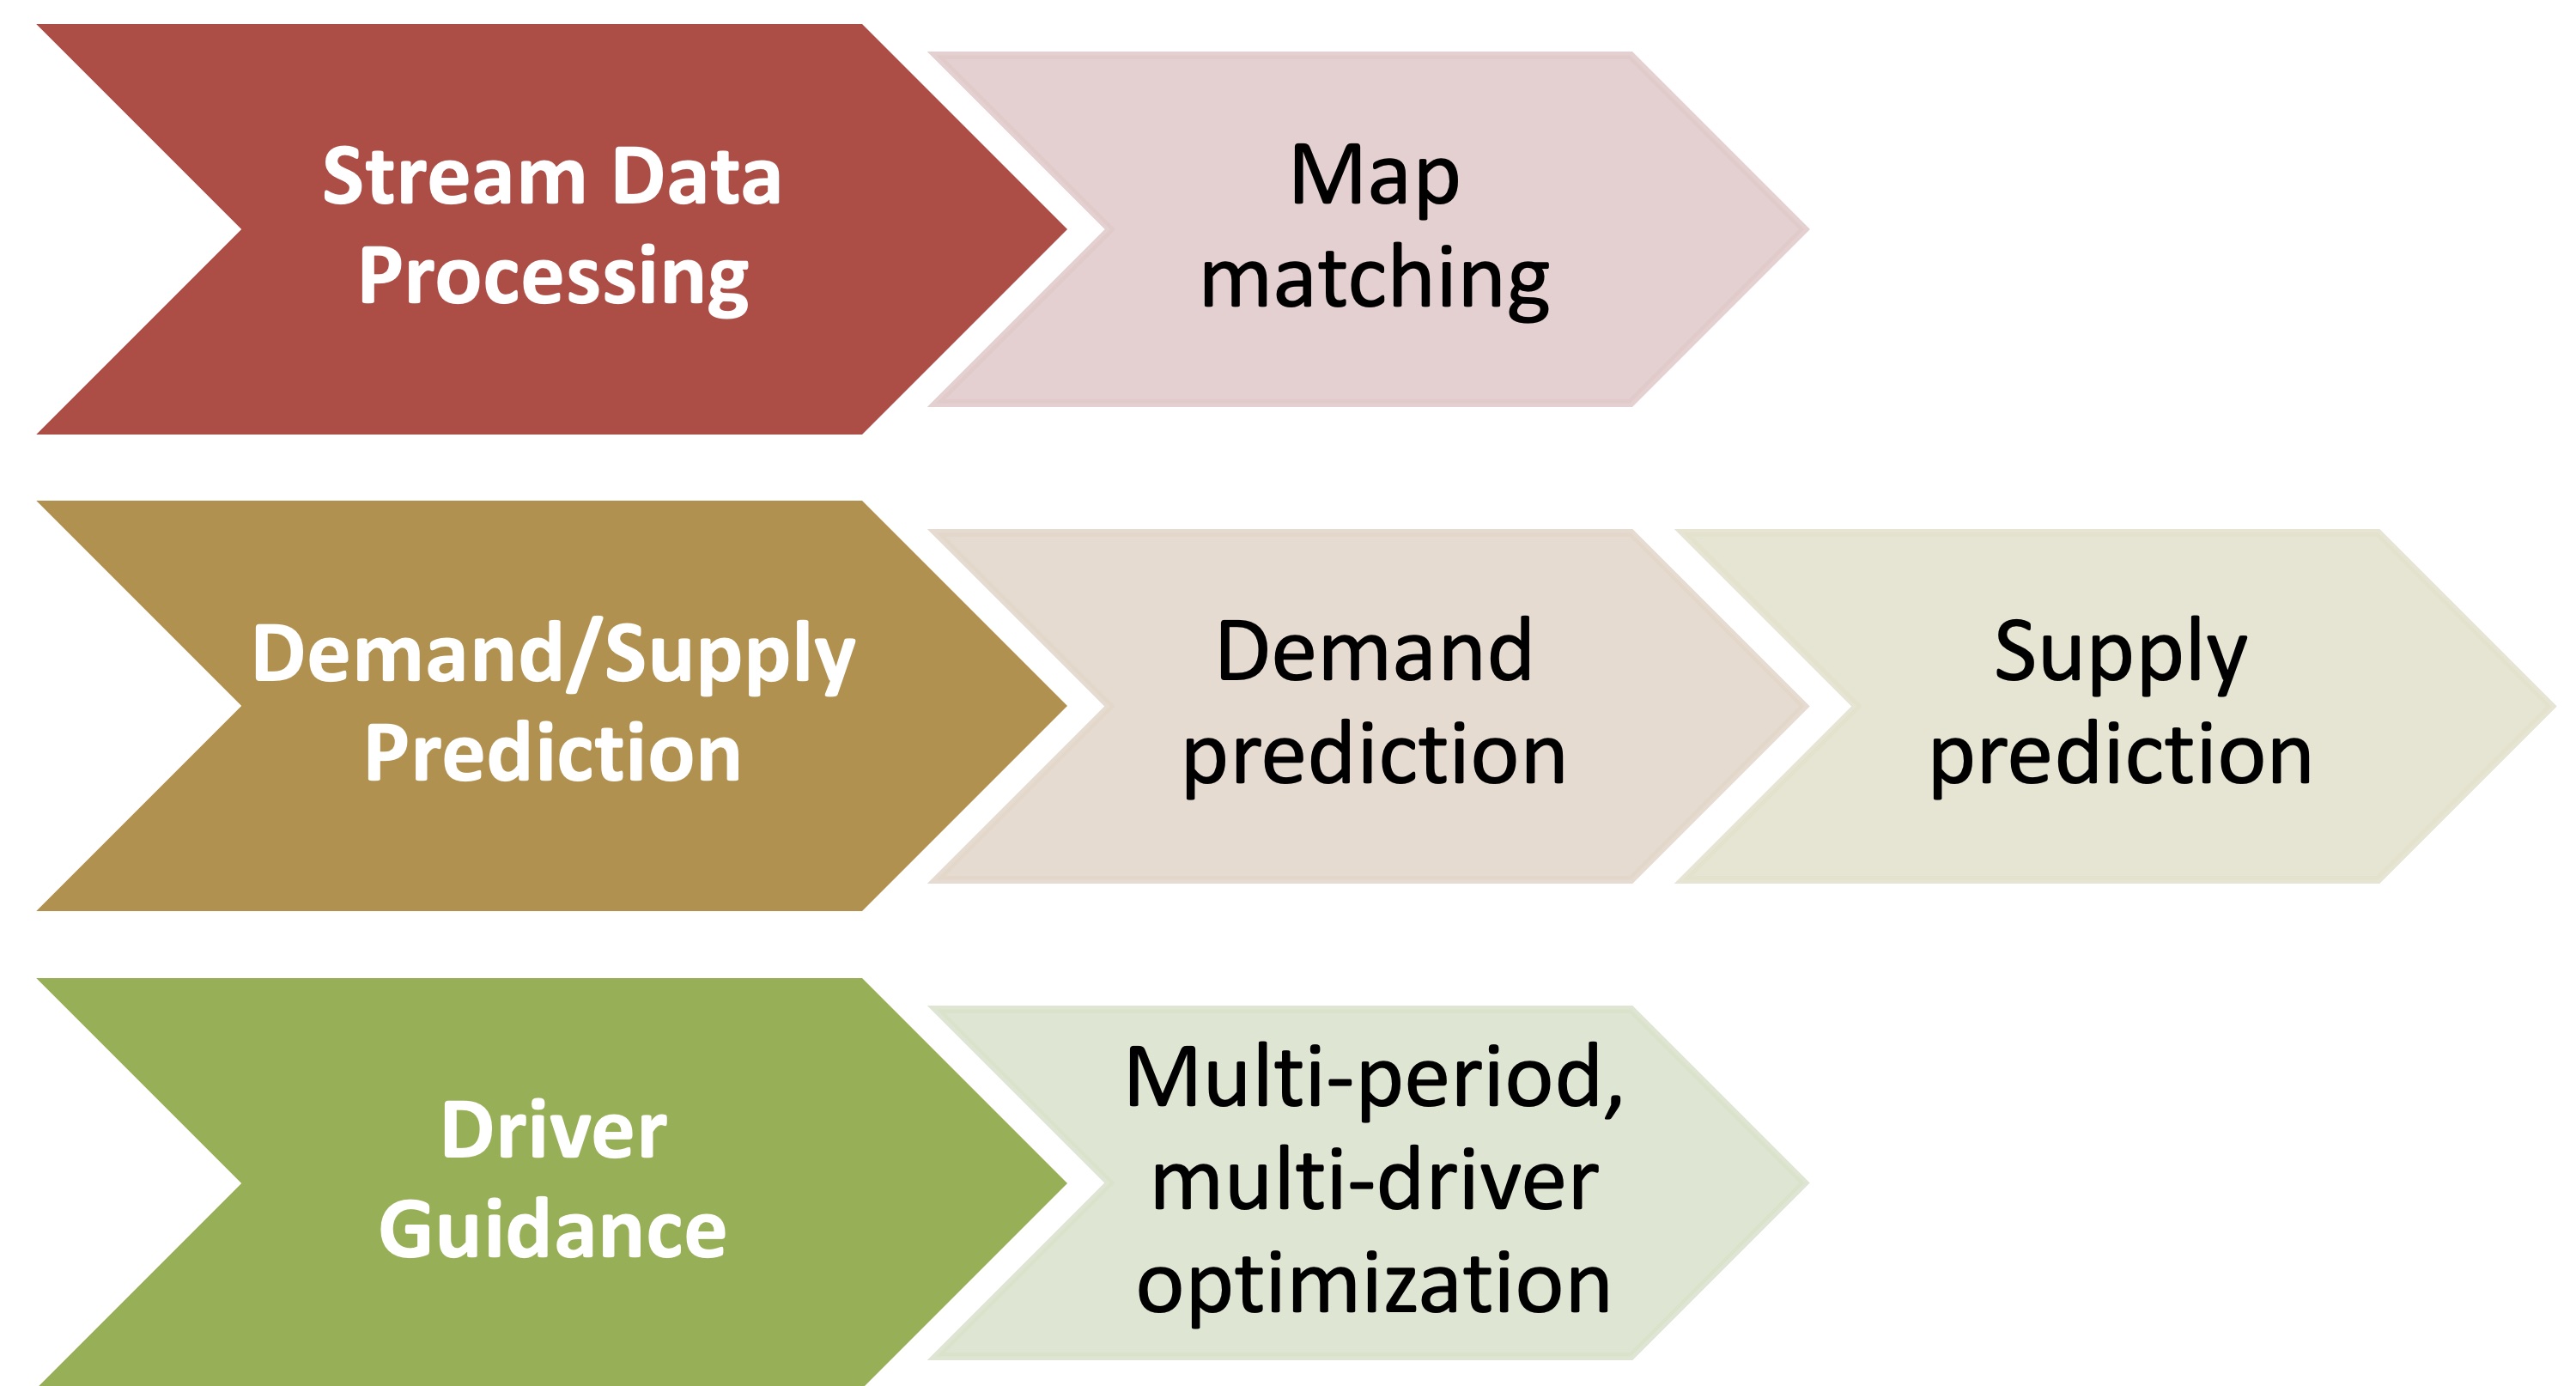 Stream Data
Processing
Map
matching
Demand/Supply
Prediction
Demand
prediction
Supply
prediction
Driver
Guidance
Multi-period,
multi-driver
optimization